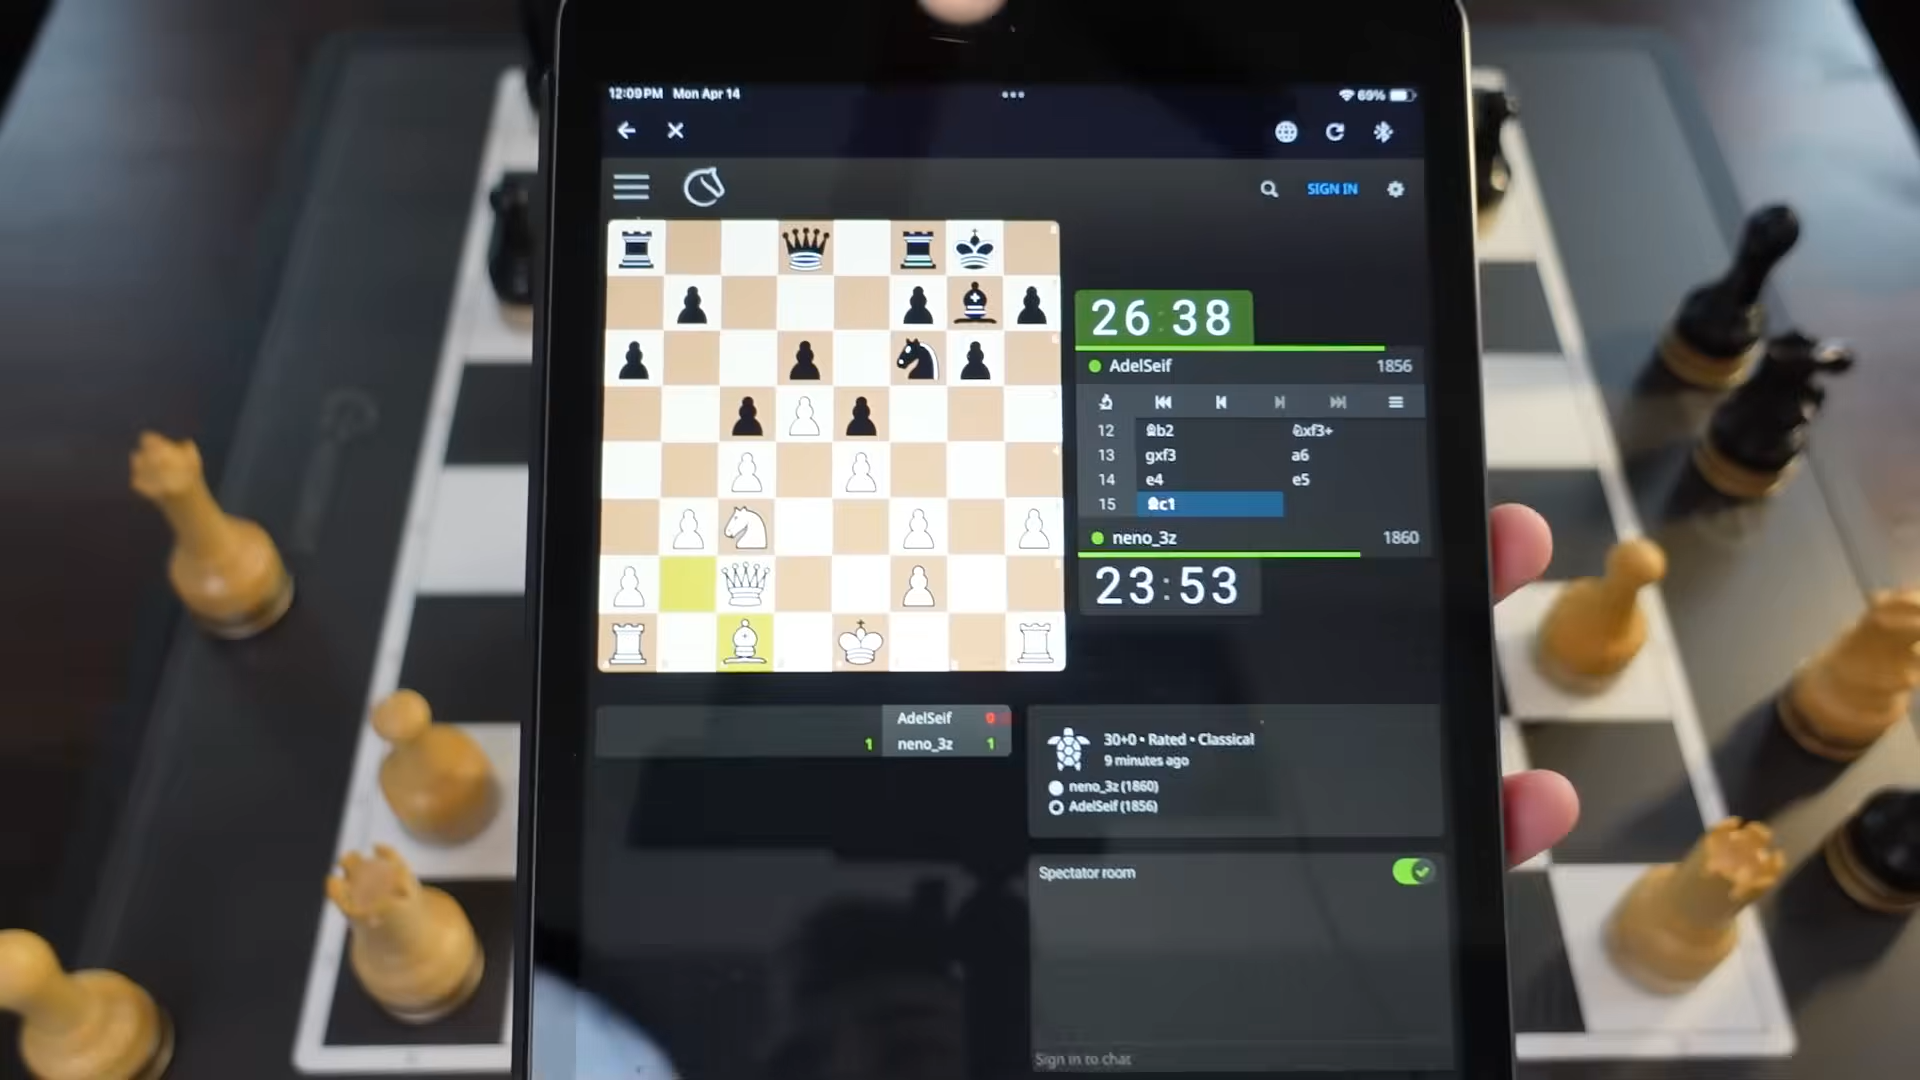 12:09 PM Mon Apr 14
69%
SIGN IN
26:38
AdelSeif 1856
12 ♗b2 ♘xf3+
13 gxf3 a6
14 e4 e5
15 ♗c1
neno_3z 1860
23:53
AdelSeif 0
1 neno_3z 1
30+0 • Rated • Classical
9 minutes ago
neno_3z (1860)
AdelSeif (1856)
Spectator room
Sign in to chat